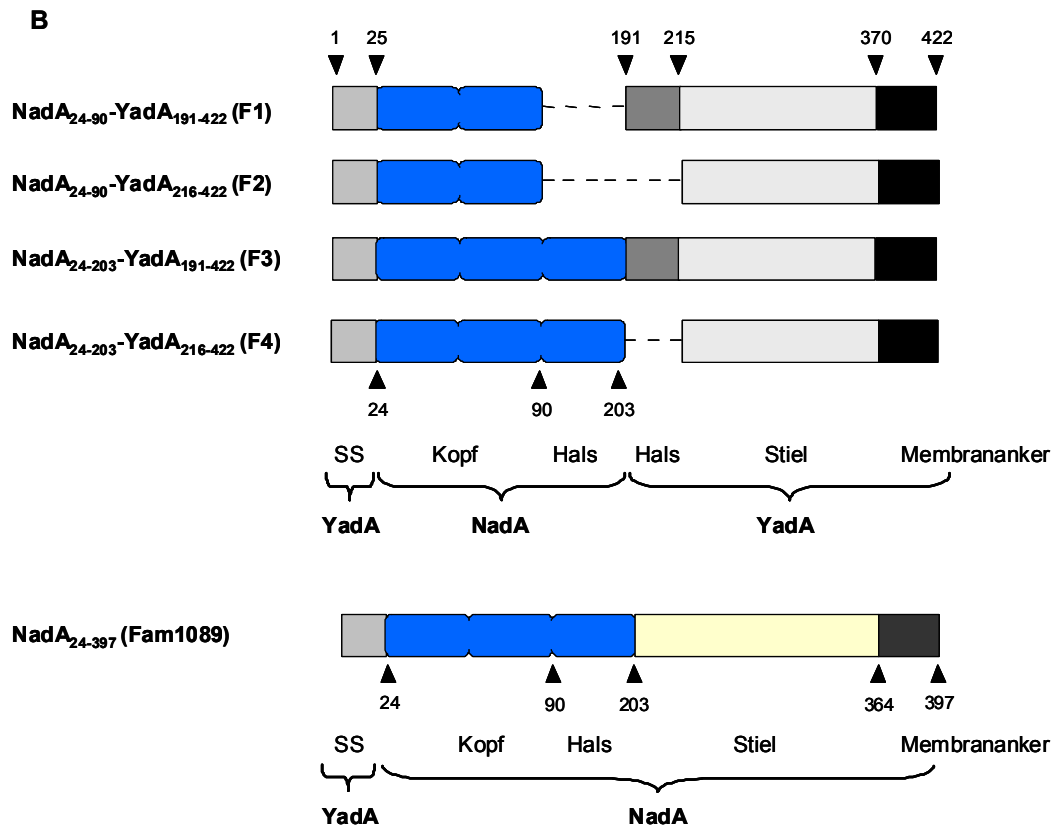 B
1 25 191 215 370 422
NadA24-90-YadA191-422 (F1)
NadA24-90-YadA216-422 (F2)
NadA24-203-YadA191-422 (F3)
NadA24-203-YadA216-422 (F4)
24 90 203
SS Kopf Hals Hals Stiel Membrananker
YadA NadA YadA
NadA24-397 (Fam1089)
24 90 203 364 397
SS Kopf Hals Stiel Membrananker
YadA NadA